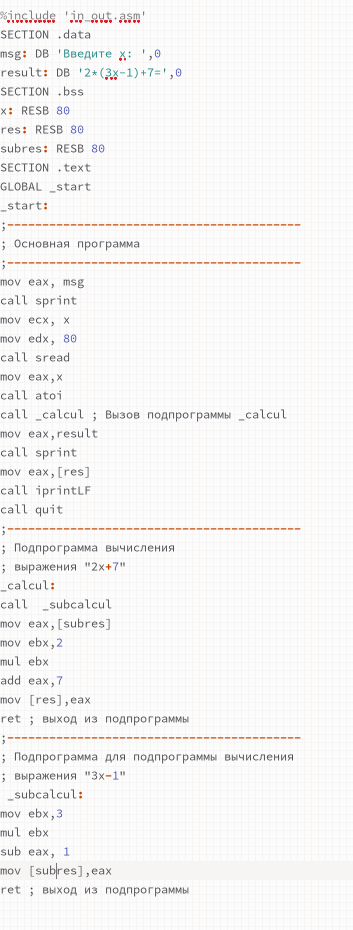 %include 'in_out.asm'
SECTION .data
msg: DB 'Введите x: ',0
result: DB '2*(3x-1)+7=',0
SECTION .bss
x: RESB 80
res: RESB 80
subres: RESB 80
SECTION .text
GLOBAL _start
_start:
;------------------------------------------
; Основная программа
;------------------------------------------
mov eax, msg
call sprint
mov ecx, x
mov edx, 80
call sread
mov eax,x
call atoi
call _calcul ; Вызов подпрограммы _calcul
mov eax,result
call sprint
mov eax,[res]
call iprintLF
call quit
;------------------------------------------
; Подпрограмма вычисления
; выражения "2x+7"
_calcul:
call  _subcalcul
mov eax,[subres]
mov ebx,2
mul ebx
add eax,7
mov [res],eax
ret ; выход из подпрограммы
;------------------------------------------
; Подпрограмма для подпрограммы вычисления
; выражения "3x-1"
 _subcalcul:
mov ebx,3
mul ebx
sub eax, 1
mov [subres],eax
ret ; выход из подпрограммы